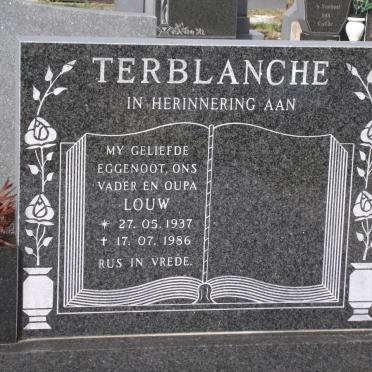 TERBLANCHE
IN HERINNERING AAN
MY GELIEFDE
EGGENOOT, ONS
VADER EN OUPA
LOUW
* 27. 05. 1937
† 17. 07. 1986
RUS IN VREDE.